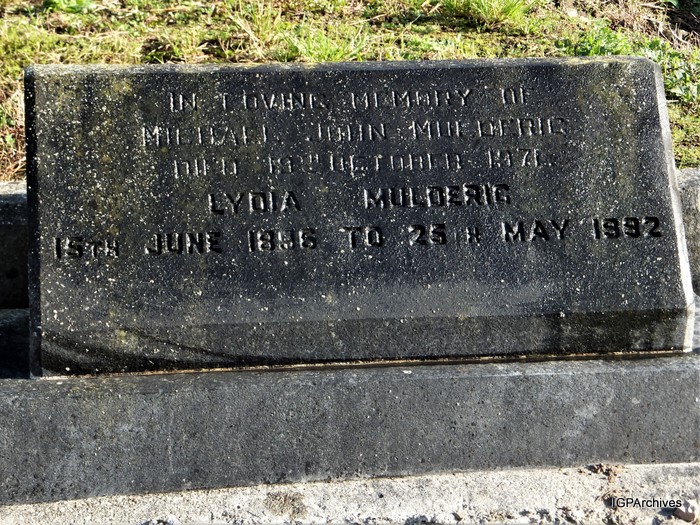 IN LOVING MEMORY OF
MICHAEL JOHN MULDERIG
DIED 19TH OCTOBER 1971.
LYDIA MULDERIG
15TH JUNE 1896 TO 25TH MAY 1992
IGPArchives